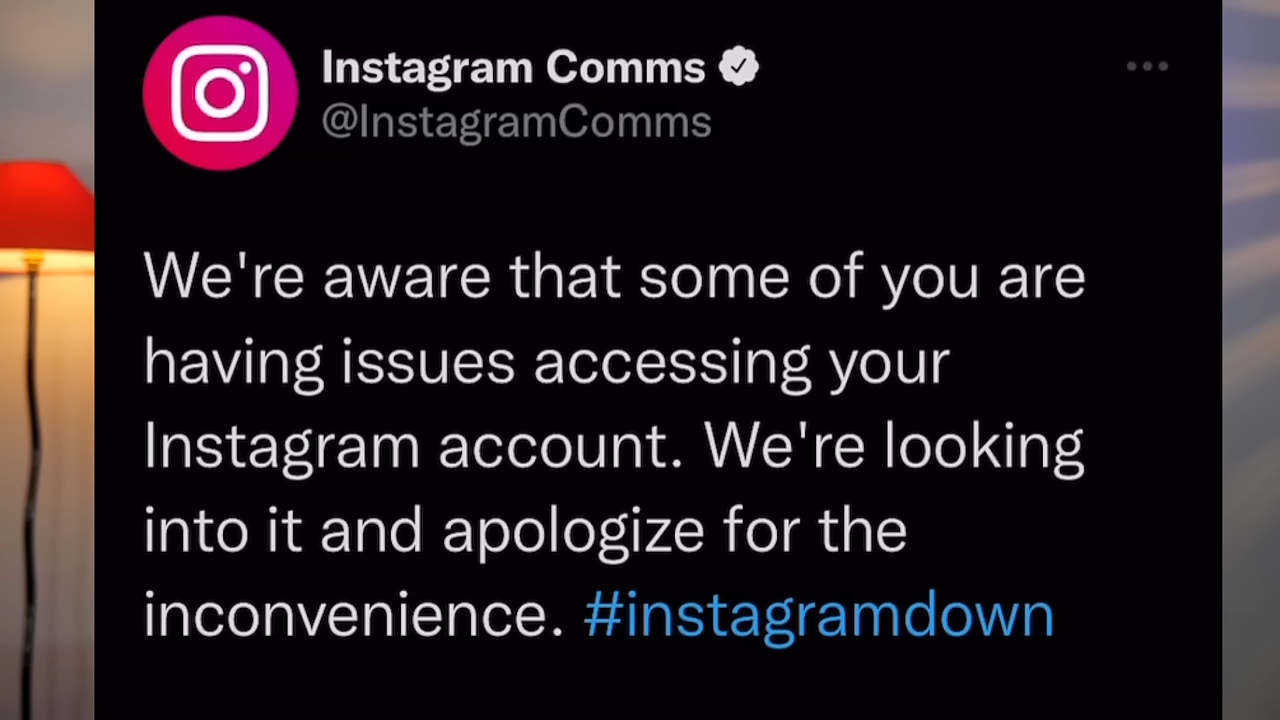 Instagram Comms
@InstagramComms
We're aware that some of you are
having issues accessing your
Instagram account. We're looking
into it and apologize for the
inconvenience. #instagramdown